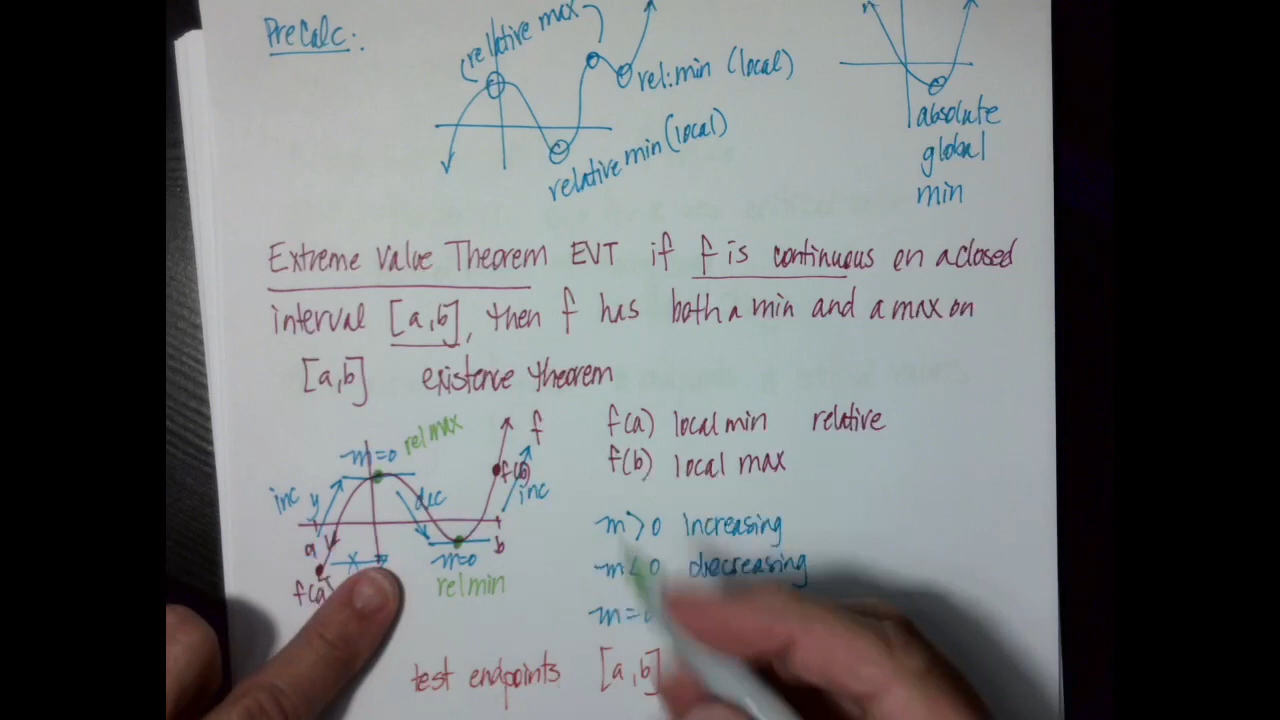 PreCalc:
(relative max)
rel. min (local)
relative min (local)
absolute
global
min
Extreme Value Theorem EVT if f is continuous on a closed
interval [a,b], then f has both a min and a max on
[a,b] existence theorem
f(a) local min relative
f(b) local max
rel max
f
m=0
f(b)
inc
y
dec
inc
a
x
b
m=0
f(a)
rel min
m>0 increasing
m<0 decreasing
m=0
test endpoints [a,b]